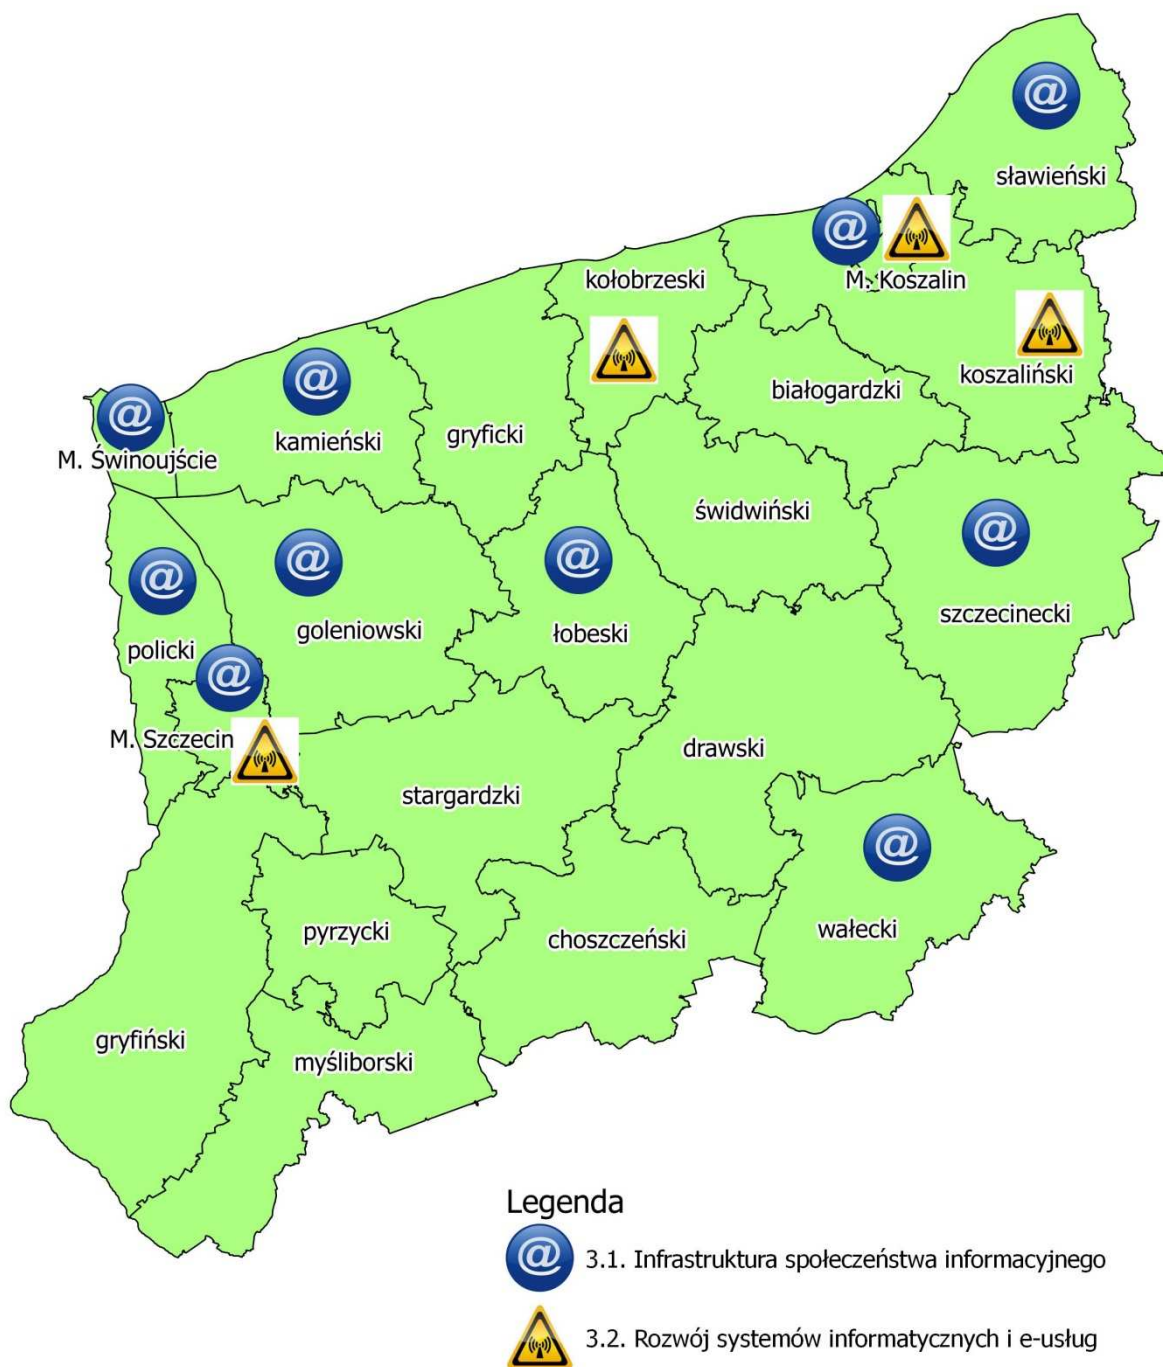 sławieński
M. Koszalin
kołobrzeski
koszaliński
białogardzki
kamieński
gryficki
M. Świnoujście
świdwiński
szczecinecki
policki
goleniowski
łobeski
M. Szczecin
drawski
stargardzki
wałecki
pyrzycki
choszczeński
gryfiński
myśliborski
Legenda
3.1. Infrastruktura społeczeństwa informacyjnego
3.2. Rozwój systemów informatycznych i e-usług